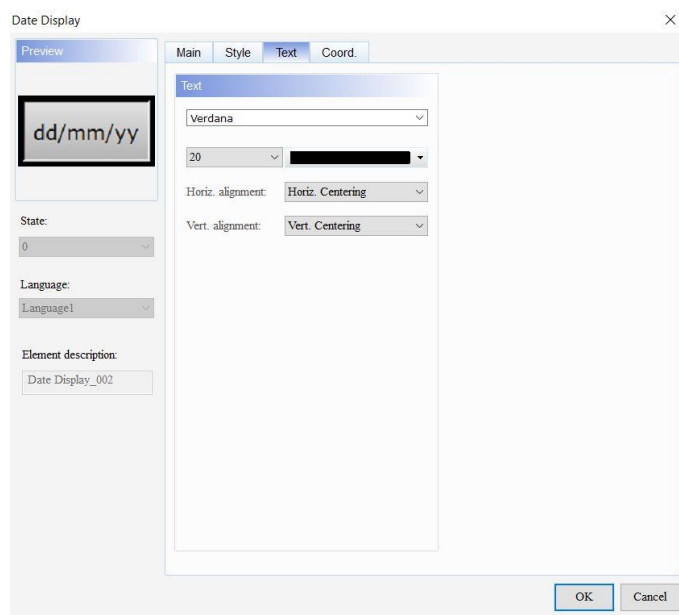 Date Display
Preview
Main Style Text Coord.
Text
dd/mm/yy
Verdana
20
Horiz. alignment: Horiz. Centering
Vert. alignment: Vert. Centering
State:
0
Language:
Language1
Element description:
Date Display_002
OK Cancel